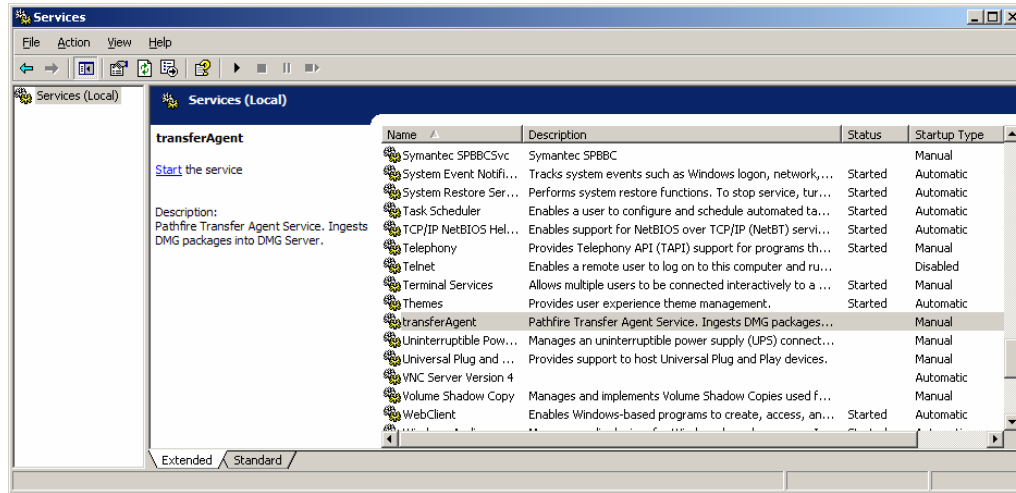 Services
File Action View Help
Services (Local)
Services (Local)
transferAgent
Start the service
Description:
Pathfire Transfer Agent Service. Ingests
DMG packages into DMG Server.
Name Description Status Startup Type
Symantec SPBBCSvc Symantec SPBBC Manual
System Event Notifi... Tracks system events such as Windows logon, network,... Started Automatic
System Restore Ser... Performs system restore functions. To stop service, tur... Started Automatic
Task Scheduler Enables a user to configure and schedule automated ta... Started Automatic
TCP/IP NetBIOS Hel... Enables support for NetBIOS over TCP/IP (NetBT) servi... Started Automatic
Telephony Provides Telephony API (TAPI) support for programs th... Started Manual
Telnet Enables a remote user to log on to this computer and ru... Disabled
Terminal Services Allows multiple users to be connected interactively to a ... Started Manual
Themes Provides user experience theme management. Started Automatic
transferAgent Pathfire Transfer Agent Service. Ingests DMG packages... Manual
Uninterruptible Pow... Manages an uninterruptible power supply (UPS) connect... Manual
Universal Plug and ... Provides support to host Universal Plug and Play devices. Manual
VNC Server Version 4 Automatic
Volume Shadow Copy Manages and implements Volume Shadow Copies used f... Manual
WebClient Enables Windows-based programs to create, access, an... Started Automatic
Extended Standard